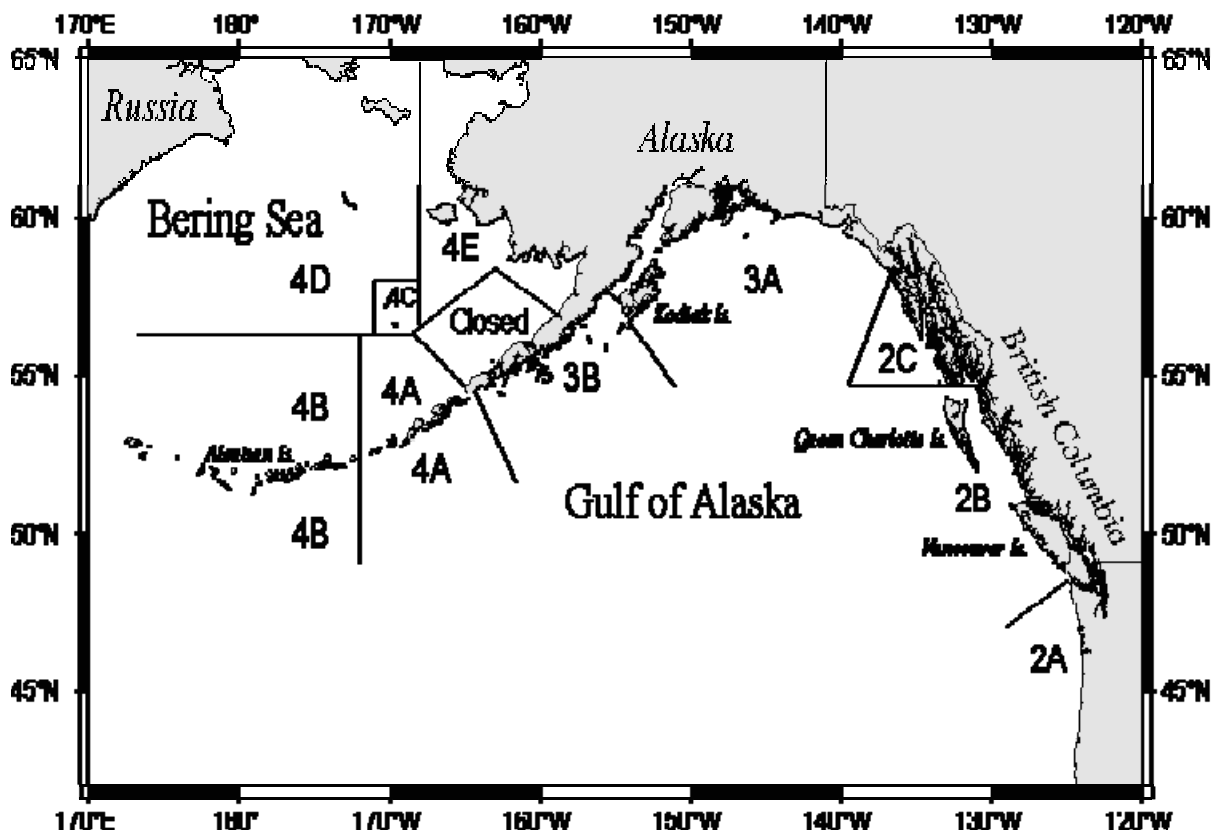 170°E 180° 170°W 160°W 150°W 140°W 130°W 120°W
65°N 65°N
Russia
Alaska
60°N 60°N
Bering Sea
4E
4D
4C
3A
Closed
Kodiak Is.
2C
British Columbia
55°N 55°N
3B
4B 4A
Queen Charlotte Is.
Aleutian Is.
4A
2B
Gulf of Alaska
4B
50°N 50°N
Vancouver Is.
2A
45°N 45°N
170°E 180° 170°W 160°W 150°W 140°W 130°W 120°W